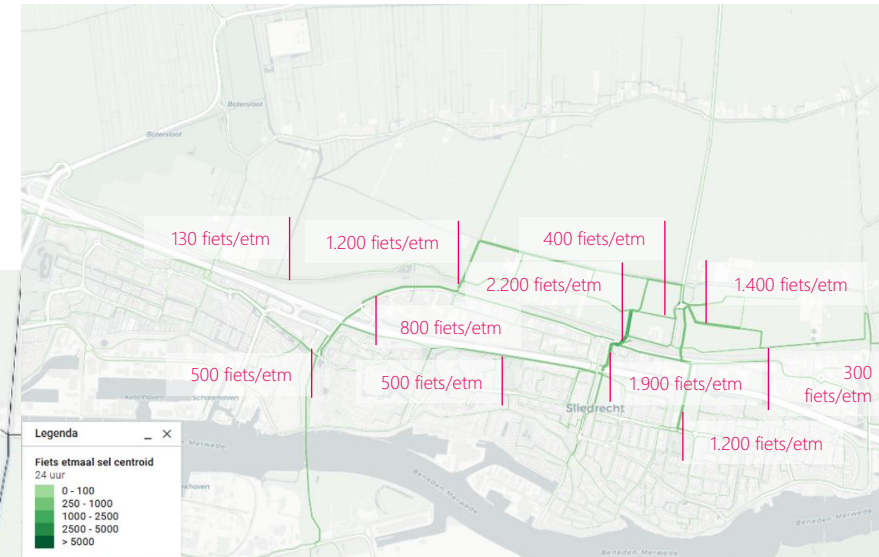 Botersloot
Botersloot
130 fiets/etm
1.200 fiets/etm
400 fiets/etm
2.200 fiets/etm
1.400 fiets/etm
800 fiets/etm
500 fiets/etm
500 fiets/etm
1.900 fiets/etm
300
fiets/etm
Sliedrecht
1.200 fiets/etm
Beneden Merwede
Beneden Merwede
Beneden Merwede
Legenda _ ×
Fiets etmaal sel centroid
24 uur
0 - 100
250 - 1000
1000 - 2500
2500 - 5000
> 5000